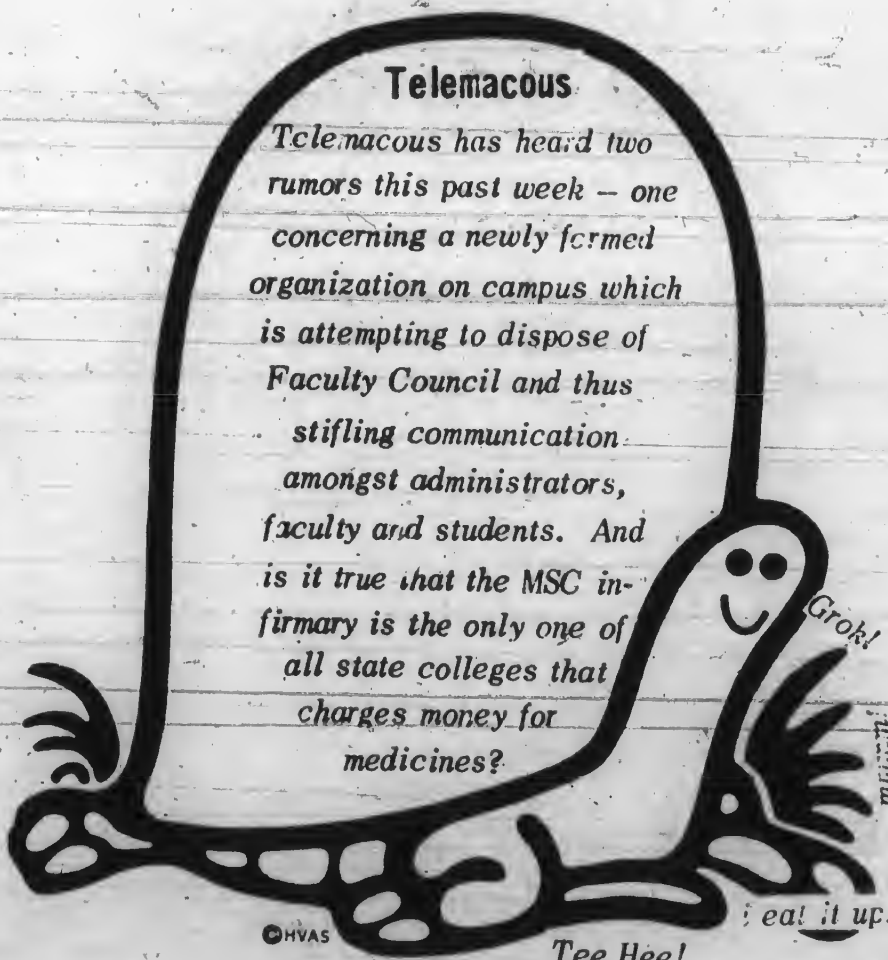 Telemacous
Telemacous has heard two
rumors this past week – one
concerning a newly formed
organization on campus which
is attempting to dispose of
Faculty Council and thus
stifling communication
amongst administrators,
faculty and students. And
is it true that the MSC in-
firmary is the only one of
all state colleges that
charges money for
medicines?
Grok!
eat it up.
©HVAS
Tee Hee!